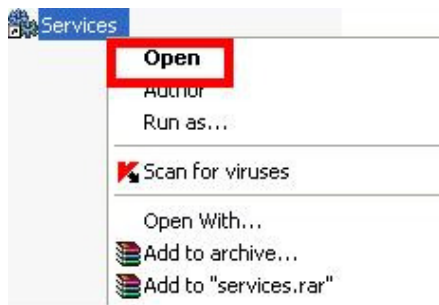 Services
Open
Author
Run as...
Scan for viruses
Open With...
Add to archive...
Add to "services.rar"